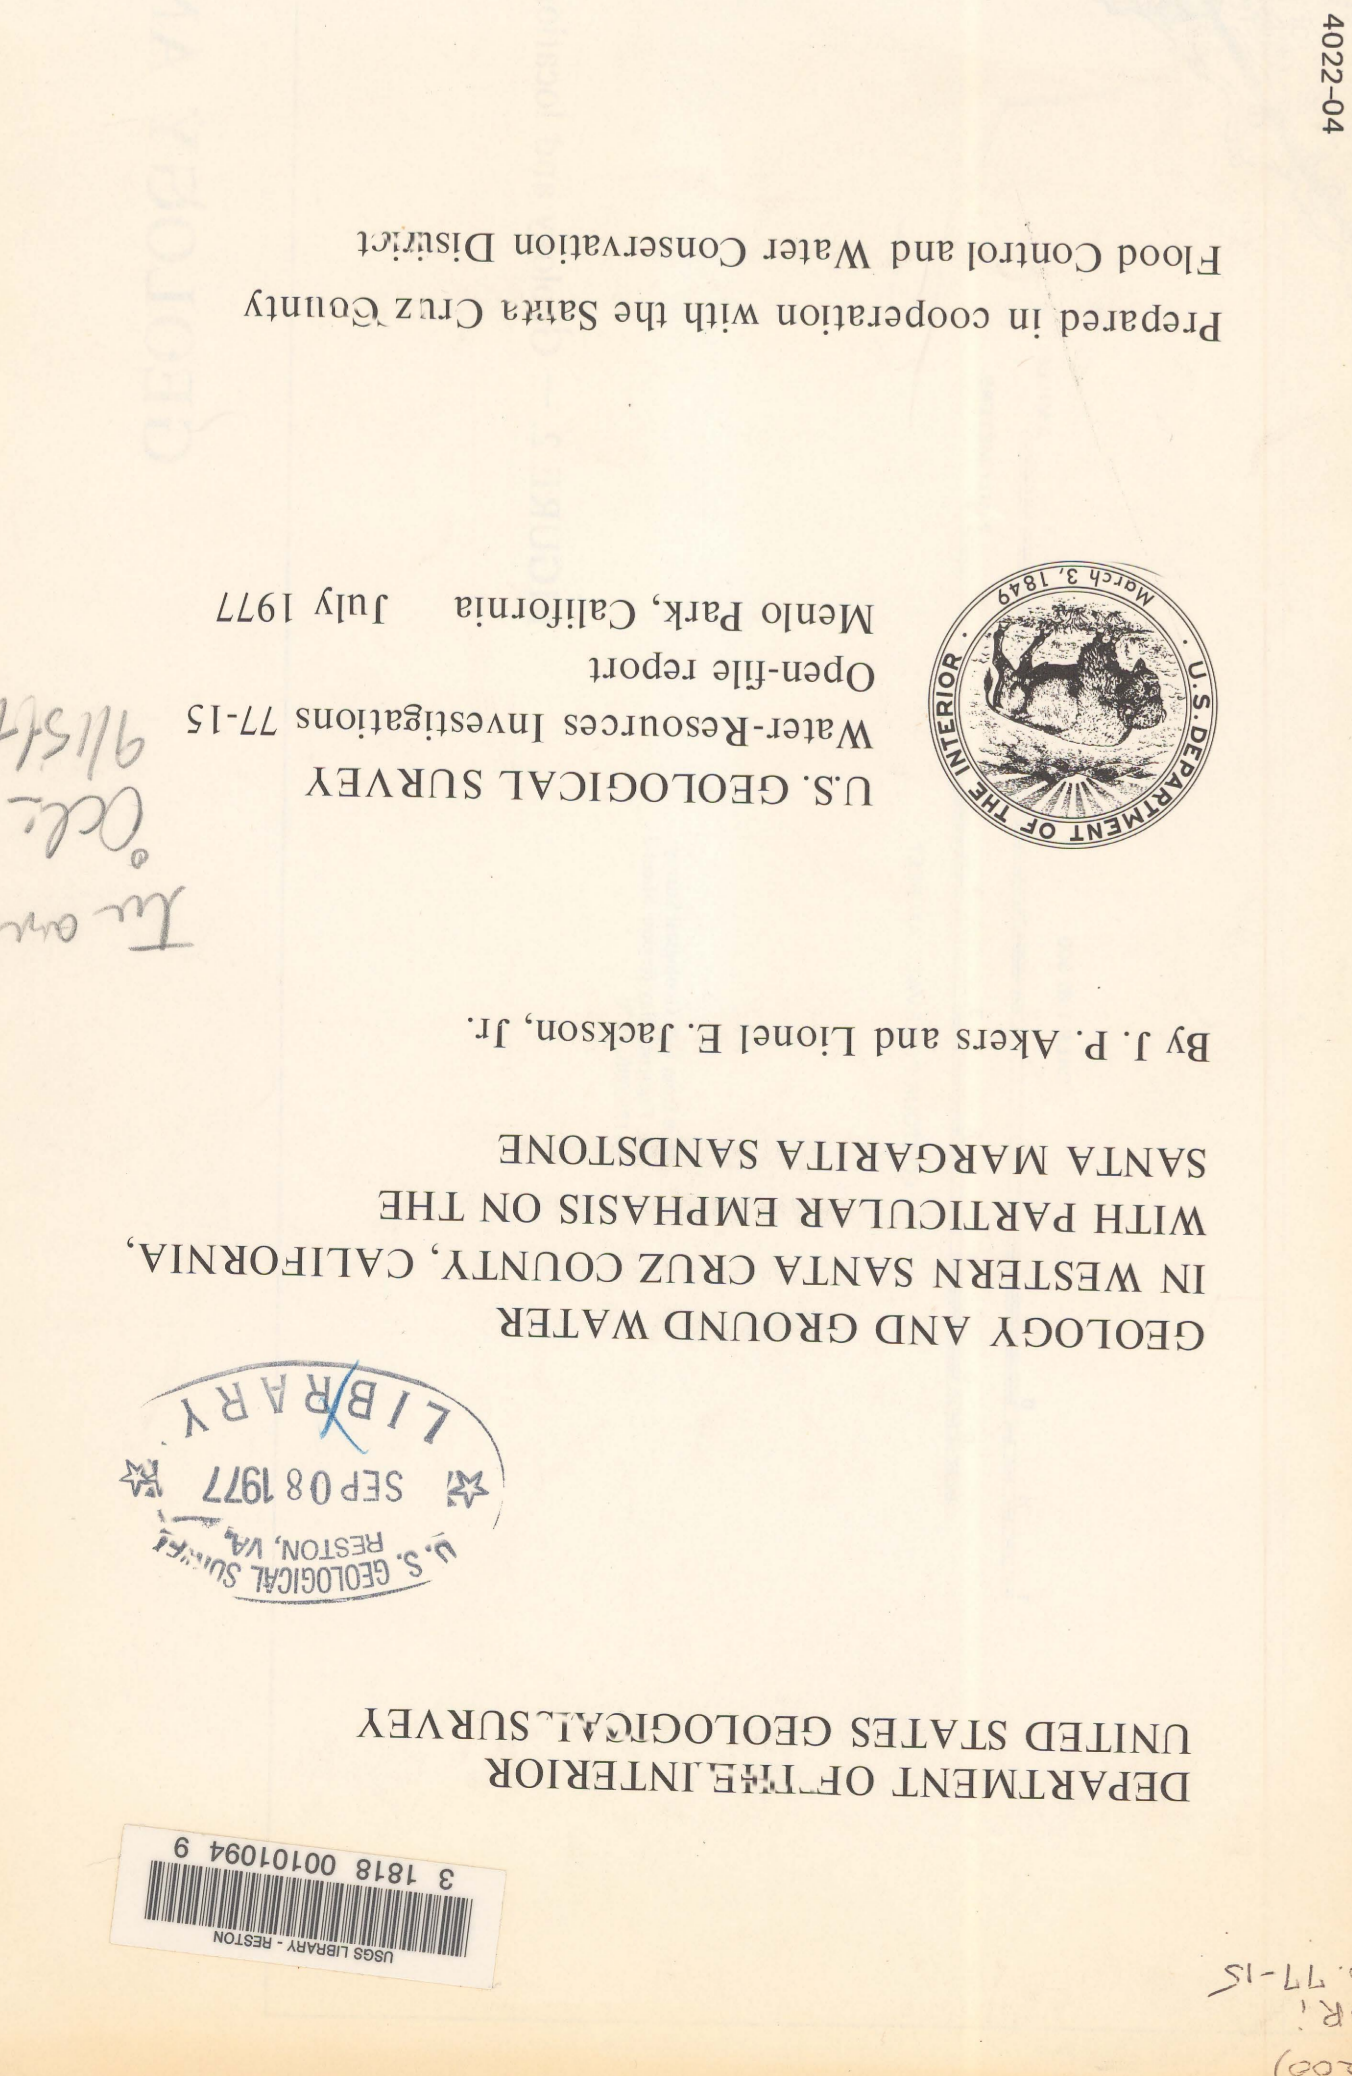 200)
R;
77-15
USGS LIBRARY - RESTON
3 1818 00101094 9
DEPARTMENT OF THE INTERIOR
UNITED STATES GEOLOGICAL SURVEY
U. S. GEOLOGICAL SURVEY
RESTON, VA.
SEP 08 1977
LIBRARY
GEOLOGY AND GROUND WATER
IN WESTERN SANTA CRUZ COUNTY, CALIFORNIA,
WITH PARTICULAR EMPHASIS ON THE
SANTA MARGARITA SANDSTONE
By J. P. Akers and Lionel E. Jackson, Jr.
U.S. DEPARTMENT OF THE INTERIOR
March 3, 1849
U.S. GEOLOGICAL SURVEY
Water-Resources Investigations 77-15
Open-file report
Menlo Park, California July 1977
Prepared in cooperation with the Santa Cruz County
Flood Control and Water Conservation District
4022-04